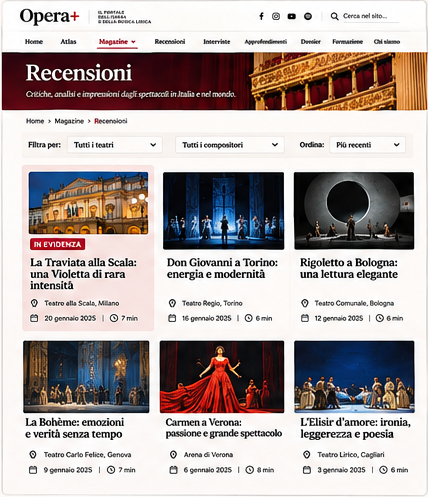 Opera+
IL PORTALE
DELL'OPERA
E DELLA MUSICA LIRICA
Cerca nel sito...
Home Atlas Magazine Recensioni Interviste Approfondimenti Dossier Formazione Chi siamo
Recensioni
Critiche, analisi e impressioni dagli spettacoli in Italia e nel mondo.
Home > Magazine > Recensioni
Filtra per: Tutti i teatri Tutti i compositori Ordina: Più recenti
IN EVIDENZA
La Traviata alla Scala:
una Violetta di rara
intensità
Teatro alla Scala, Milano
20 gennaio 2025 | 7 min
Don Giovanni a Torino:
energia e modernità
Teatro Regio, Torino
16 gennaio 2025 | 6 min
Rigoletto a Bologna:
una lettura elegante
Teatro Comunale, Bologna
12 gennaio 2025 | 6 min
La Bohème: emozioni
e verità senza tempo
Teatro Carlo Felice, Genova
9 gennaio 2025 | 7 min
Carmen a Verona:
passione e grande spettacolo
Arena di Verona
6 gennaio 2025 | 8 min
L'Elisir d'amore: ironia,
leggerezza e poesia
Teatro Lirico, Cagliari
3 gennaio 2025 | 6 min